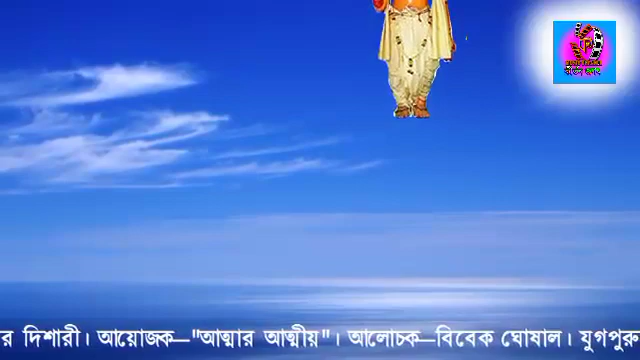 র দিশারী। আয়োজক—"আত্মার আত্মীয়"। আলোচক—বিবেক ঘোষাল। যুগপুরু